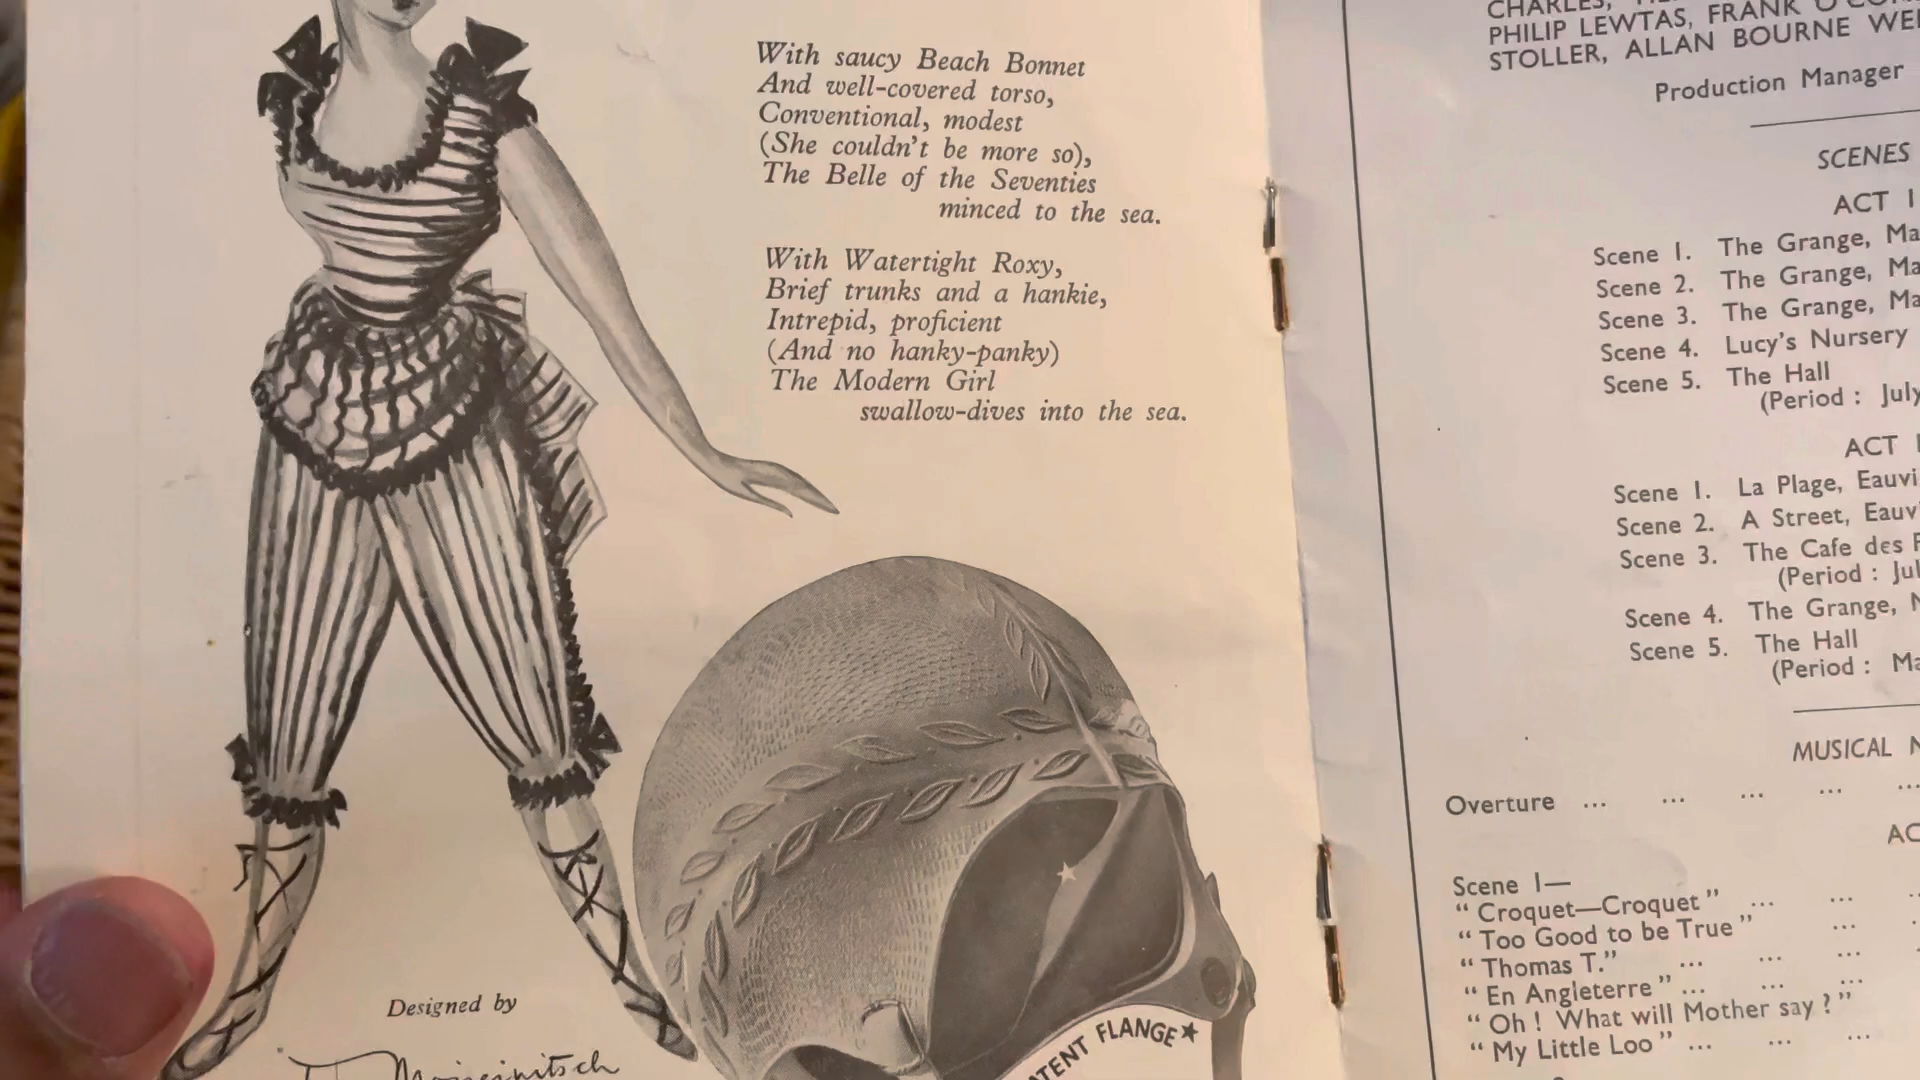 With saucy Beach Bonnet
And well-covered torso,
Conventional, modest
(She couldn't be more so),
The Belle of the Seventies
minced to the sea.
With Watertight Roxy,
Brief trunks and a hankie,
Intrepid, proficient
(And no hanky-panky)
The Modern Girl
swallow-dives into the sea.
Designed by
PATENT FLANGE★
CHARLES,
PHILIP LEWTAS, FRANK
STOLLER, ALLAN BOURNE
Production Manager
SCENES
ACT I
Scene 1. The Grange,
Scene 2. The Grange,
Scene 3. The Grange,
Scene 4. Lucy's Nursery
Scene 5. The Hall
(Period : July
ACT
Scene 1. La Plage,
Scene 2. A Street,
Scene 3. The Cafe des
(Period :
Scene 4. The Grange,
Scene 5. The Hall
(Period :
MUSICAL
Overture ... ... ... ... ...
Scene 1—
“ Croquet—Croquet ” ... ...
“ Too Good to be True ” ...
“ Thomas T.” ... ... ...
“ En Angleterre ” ... ... ...
“ Oh ! What will Mother say ? ”
“ My Little Loo ” ... ... ...